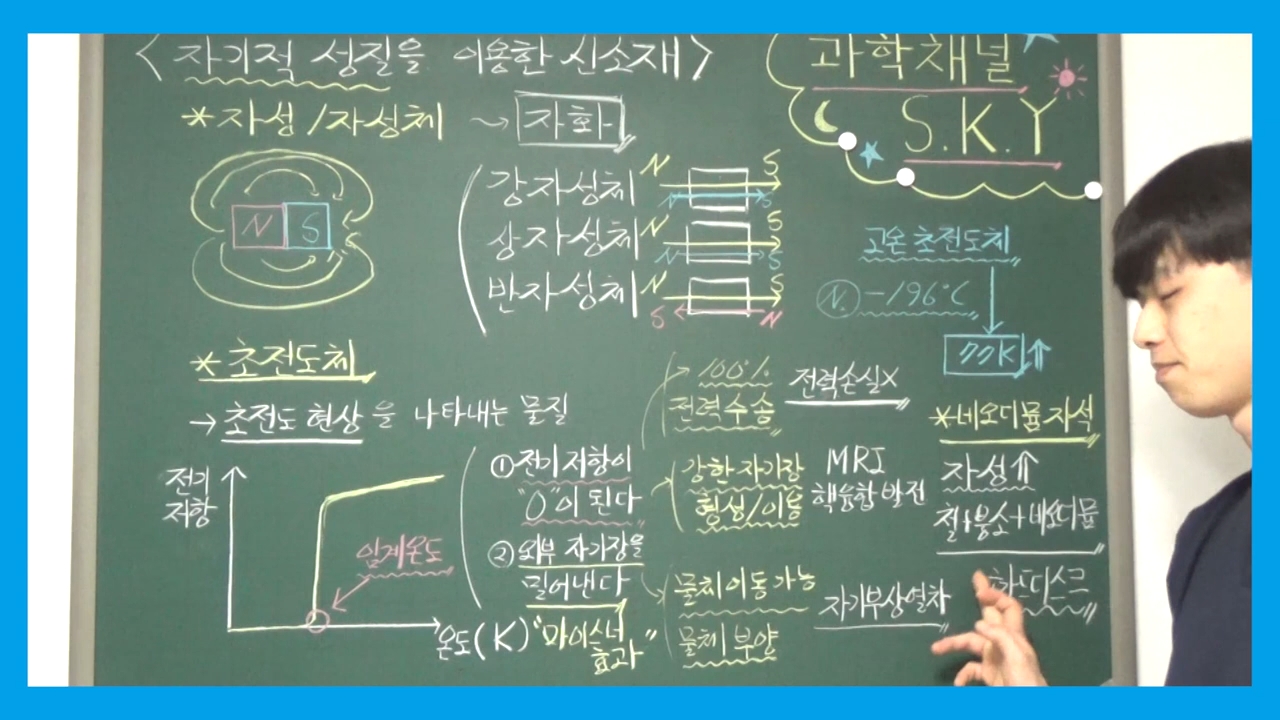 <자기적 성질을 이용한 신소재>
*자성/자성체 → 자화
N S
강자성체 N S
N S
상자성체 N S
N S
반자성체 N S
S N
과학채널
S.K.Y
고온 초전도체
N₂ -196°C
77K⇑
*초전도체
→ 초전도 현상을 나타내는 물질
전기
저항
임계온도
온도(K)
① 전기 저항이
"0"이 된다
② 외부 자기장을
밀어낸다
"마이스너
효과"
100%
전력수송
전력손실X
강한 자기장
형성/이용
MRI
핵융합 발전
물체 이동 가능
물체 부양
자기부상열차
*네오디뮴 자석
자성⇑
철+붕소+네오디뮴
하드디스크